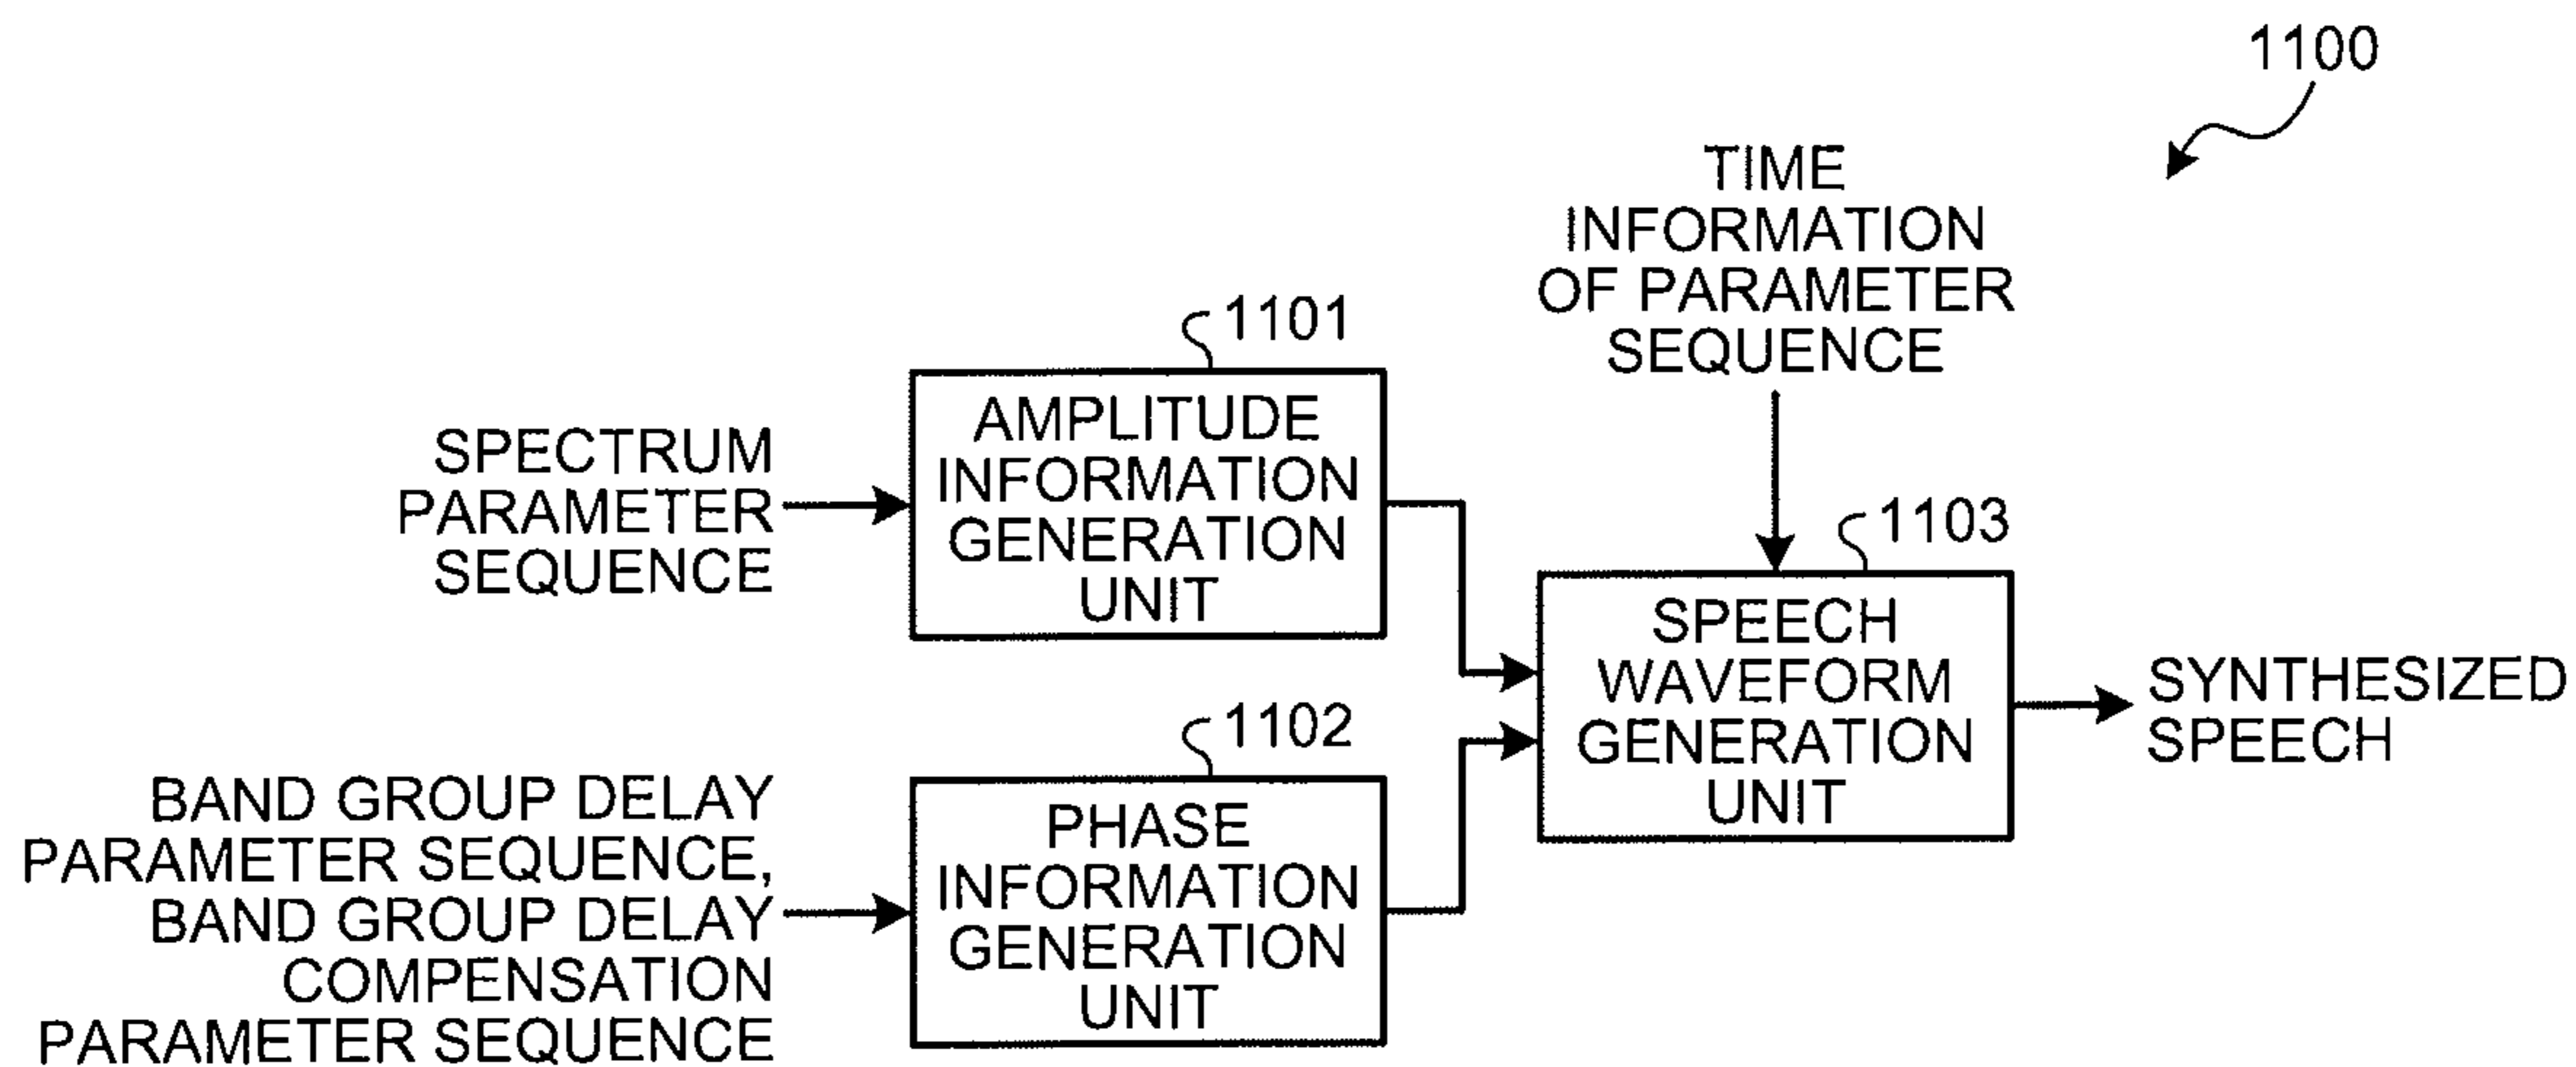 1100
TIME
INFORMATION
OF PARAMETER
SEQUENCE
1101
AMPLITUDE
INFORMATION
GENERATION
UNIT
SPECTRUM
PARAMETER
SEQUENCE
1103
SPEECH
WAVEFORM
GENERATION
UNIT
SYNTHESIZED
SPEECH
1102
PHASE
INFORMATION
GENERATION
UNIT
BAND GROUP DELAY
PARAMETER SEQUENCE,
BAND GROUP DELAY
COMPENSATION
PARAMETER SEQUENCE